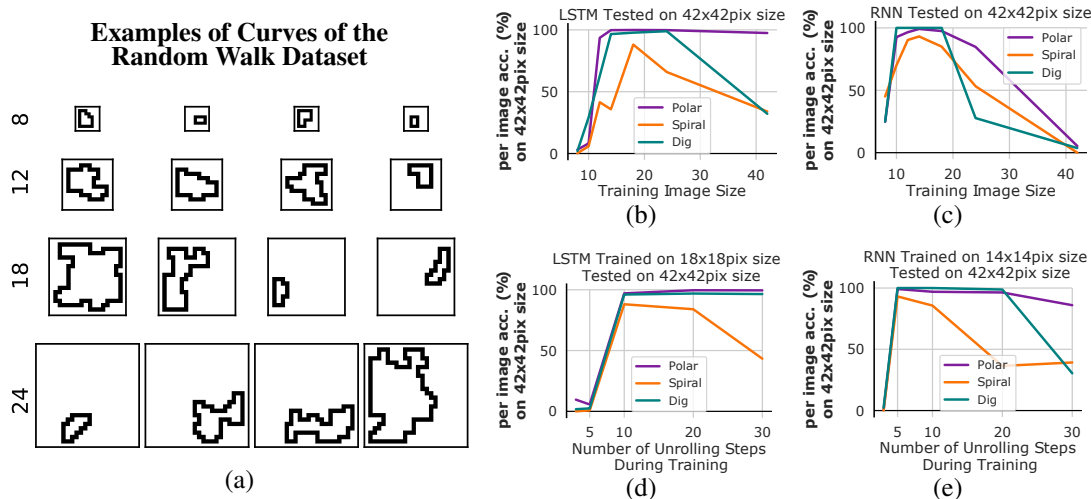 Examples of Curves of the
Random Walk Dataset
8
12
18
24
(a)
LSTM Tested on 42x42pix size
per image acc. (%)
on 42x42pix size
100
50
0
Polar
Spiral
Dig
10
20
30
40
Training Image Size
(b)
RNN Tested on 42x42pix size
per image acc. (%)
on 42x42pix size
100
50
0
Polar
Spiral
Dig
10
20
30
40
Training Image Size
(c)
LSTM Trained on 18x18pix size
Tested on 42x42pix size
per image acc. (%)
on 42x42pix size
100
50
0
Polar
Spiral
Dig
5
10
20
30
Number of Unrolling Steps
During Training
(d)
RNN Trained on 14x14pix size
Tested on 42x42pix size
per image acc. (%)
on 42x42pix size
100
50
0
Polar
Spiral
Dig
5
10
20
30
Number of Unrolling Steps
During Training
(e)